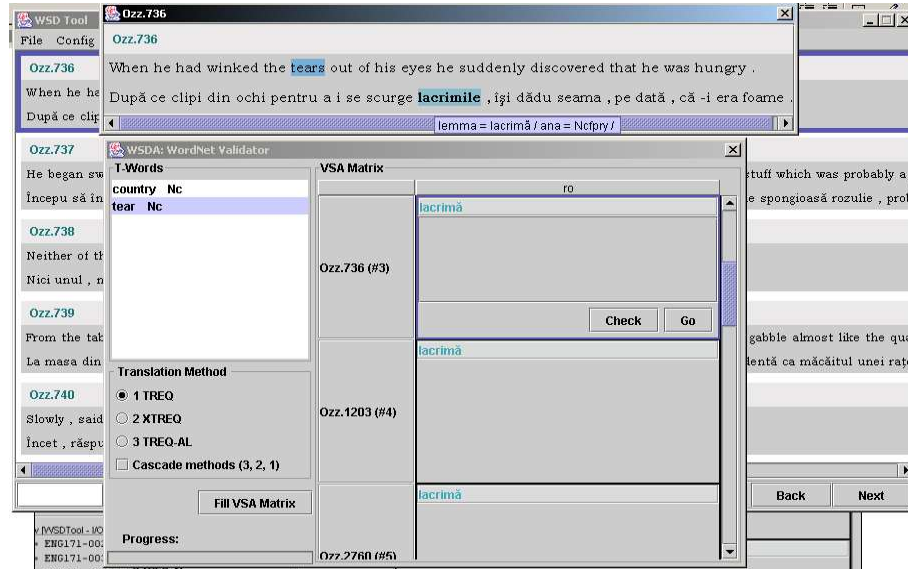 WSD Tool
File Config
Ozz.736
When he ha
După ce clip
Ozz.736
Ozz.736
When he had winked the tears out of his eyes he suddenly discovered that he was hungry .
După ce clipi din ochi pentru a i se scurge lacrimile , îşi dădu seama , pe dată , că -i era foame .
lemma = lacrimă / ana = Ncfpry /
Ozz.737
He began sw
Începu să în
stuff which was probably a
e spongioasă rozulie , prol
Ozz.738
Neither of th
Nici unul , n
Ozz.739
From the tab
La masa din
gabble almost like the qua
dentă ca măcăitul unei raţe
Ozz.740
Slowly , said
Încet , răspu
Back Next
WSDA: WordNet Validator
T-Words
country Nc
tear Nc
VSA Matrix
ro
Ozz.736 (#3)
lacrimă
Check Go
Ozz.1203 (#4)
lacrimă
Ozz.2760 (#5)
lacrimă
Translation Method
1 TREQ
2 XTREQ
3 TREQ-AL
Cascade methods (3, 2, 1)
Fill VSA Matrix
Progress:
WSDTool - I/O
ENG171-00
ENG171-00